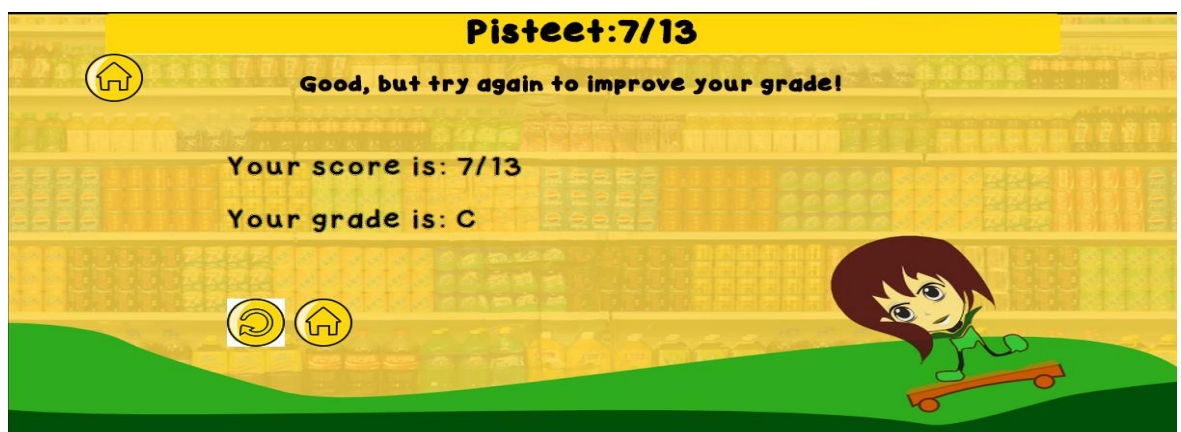 Pisteet:7/13
Good, but try again to improve your grade!
Your score is: 7/13
Your grade is: C